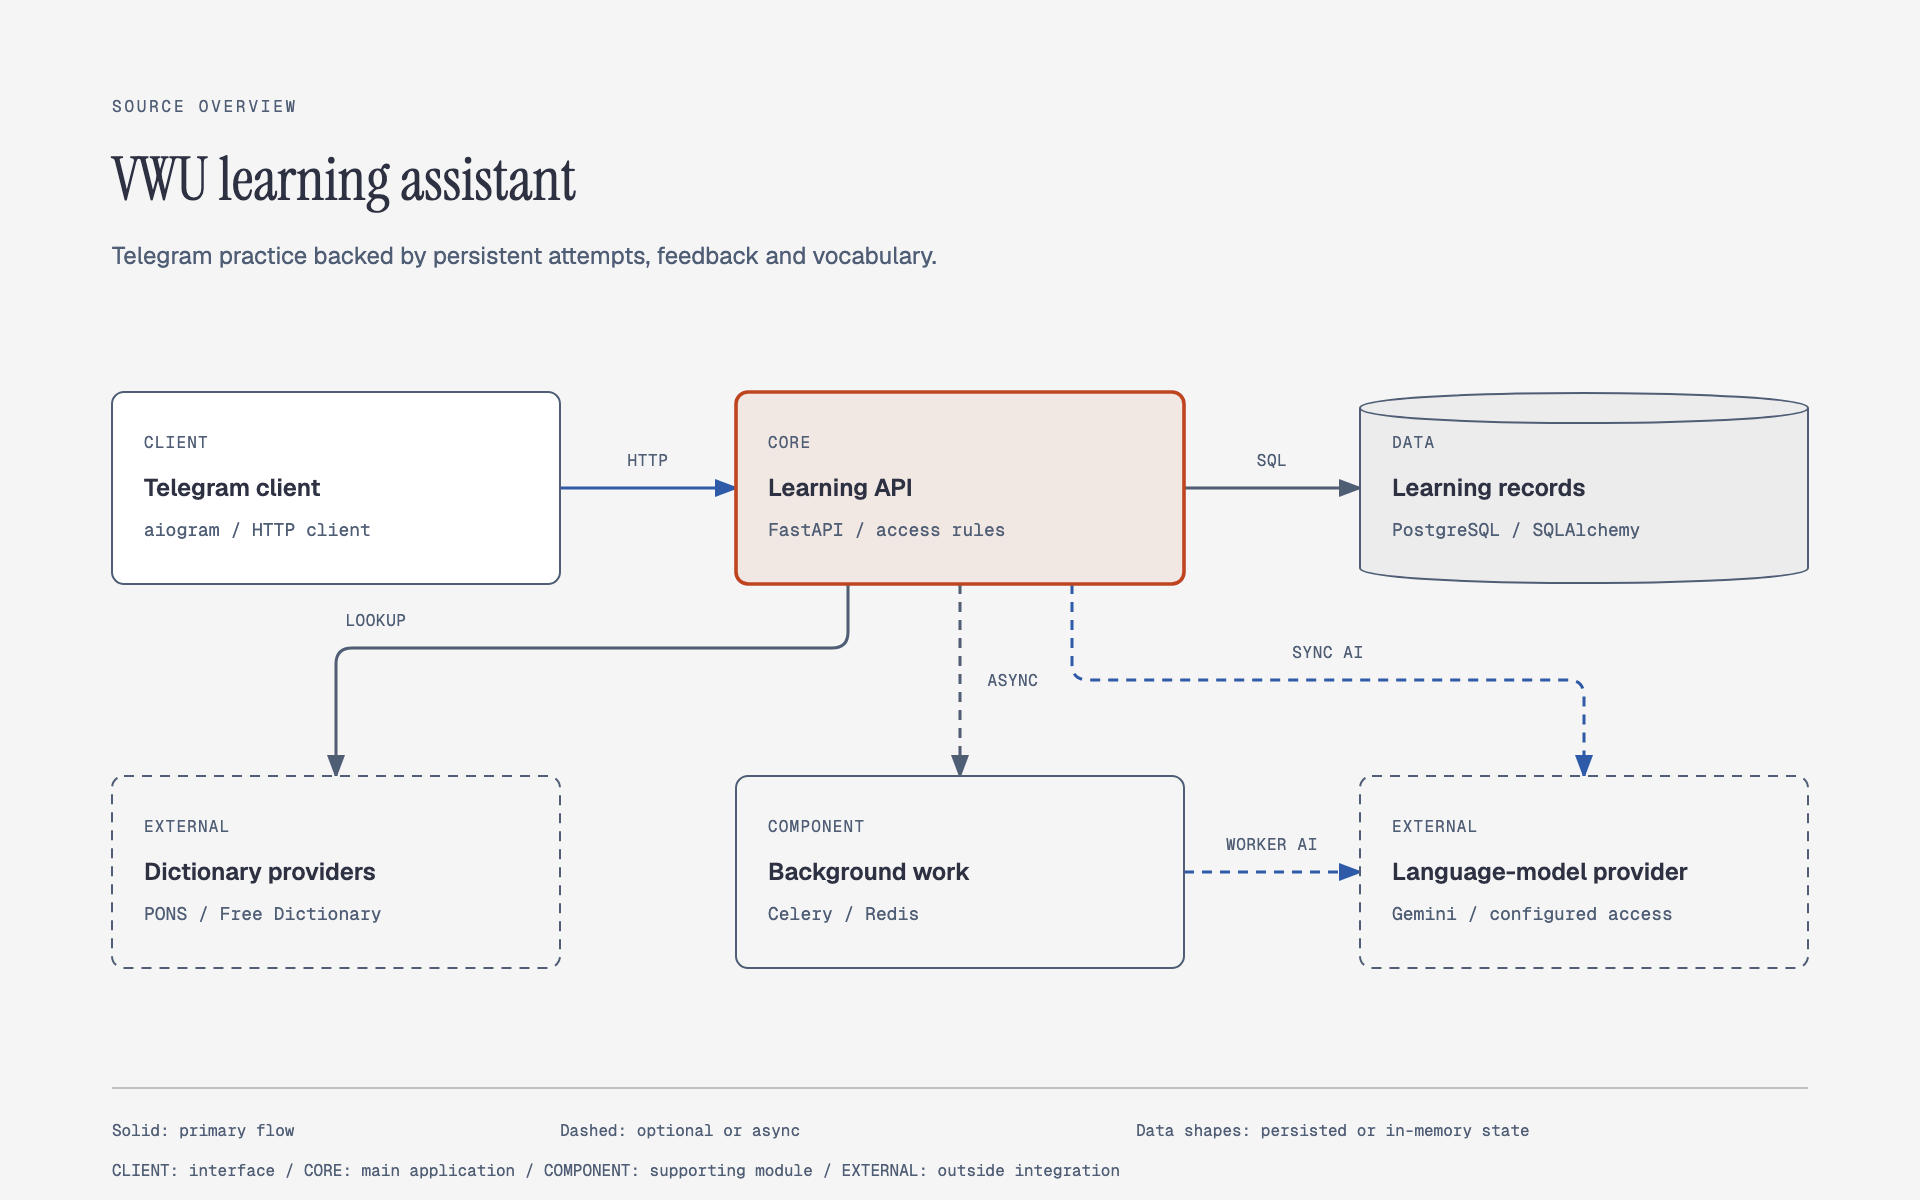 SOURCE OVERVIEW
VWU learning assistant
Telegram practice backed by persistent attempts, feedback and vocabulary.
CLIENT
Telegram client
aiogram / HTTP client
HTTP
CORE
Learning API
FastAPI / access rules
SQL
DATA
Learning records
PostgreSQL / SQLAlchemy
LOOKUP
ASYNC
SYNC AI
EXTERNAL
Dictionary providers
PONS / Free Dictionary
COMPONENT
Background work
Celery / Redis
WORKER AI
EXTERNAL
Language-model provider
Gemini / configured access
Solid: primary flow
Dashed: optional or async
Data shapes: persisted or in-memory state
CLIENT: interface / CORE: main application / COMPONENT: supporting module / EXTERNAL: outside integration